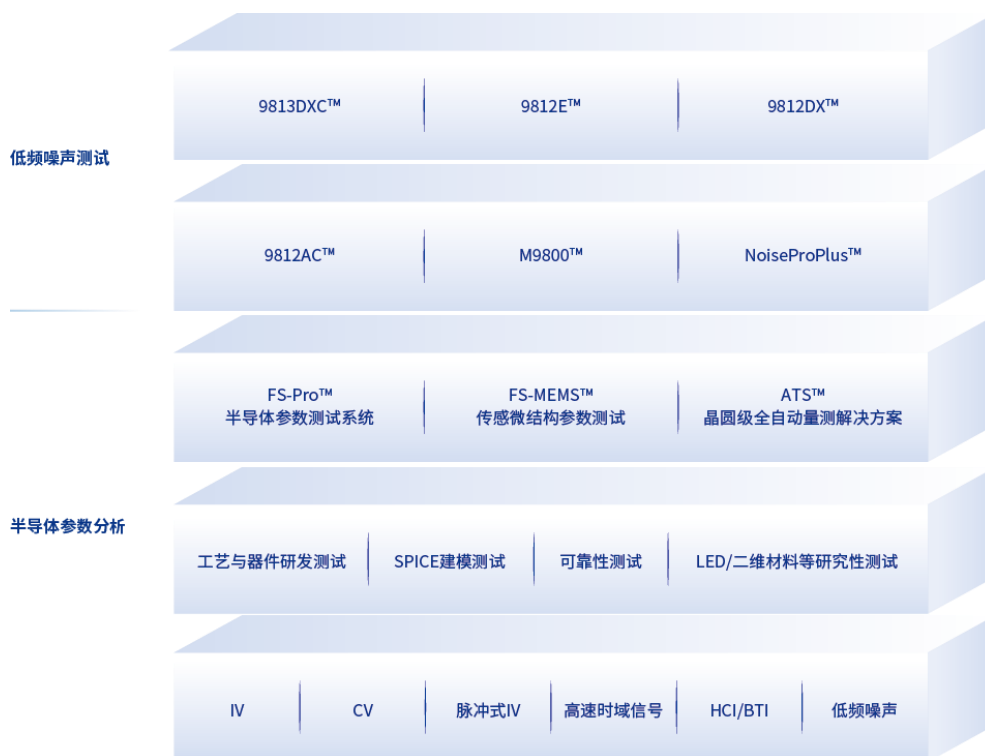 低频噪声测试
9813DXC™
9812E™
9812DX™
9812AC™
M9800™
NoiseProPlus™
半导体参数分析
FS-Pro™
半导体参数测试系统
FS-MEMS™
传感微结构参数测试
ATS™
晶圆级全自动量测解决方案
工艺与器件研发测试
SPICE建模测试
可靠性测试
LED/二维材料等研究性测试
IV
CV
脉冲式IV
高速时域信号
HCI/BTI
低频噪声